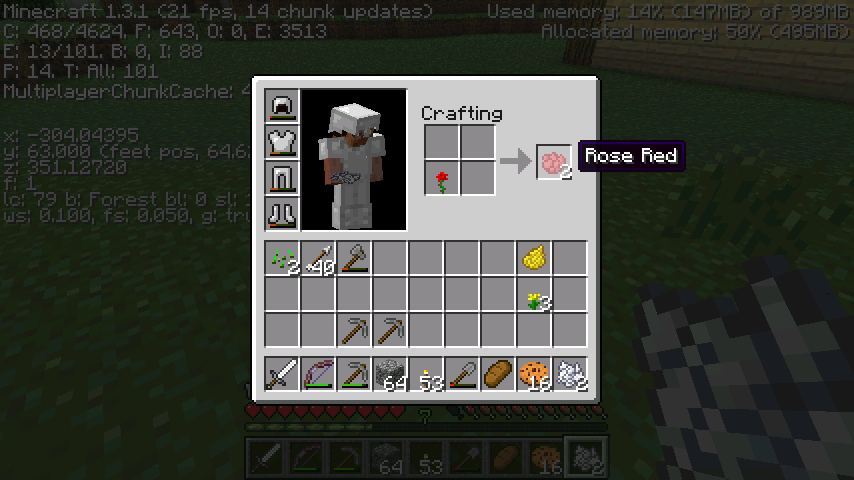 Minecraft 1.3.1 (21 fps, 14 chunk updates)
Used memory: 14% (147MB) of 989MB
C: 468/4624, F: 643, O: 0, E: 3513
Allocated memory: 50% (495MB)
E: 13/101. B: 0, I: 88
P: 14. T: All: 101
MultiplayerChunkCache: 4
Crafting
x: -304.04395
y: 63.000 (feet pos, 64.6
z: 351.12720
f: 1
lc: 79 b: Forest bl: 0 sl:
ws: 0.100, fs: 0.050, g: tru
2
Rose Red
2
40
3
64
53
16
2
7
64
53
16
2